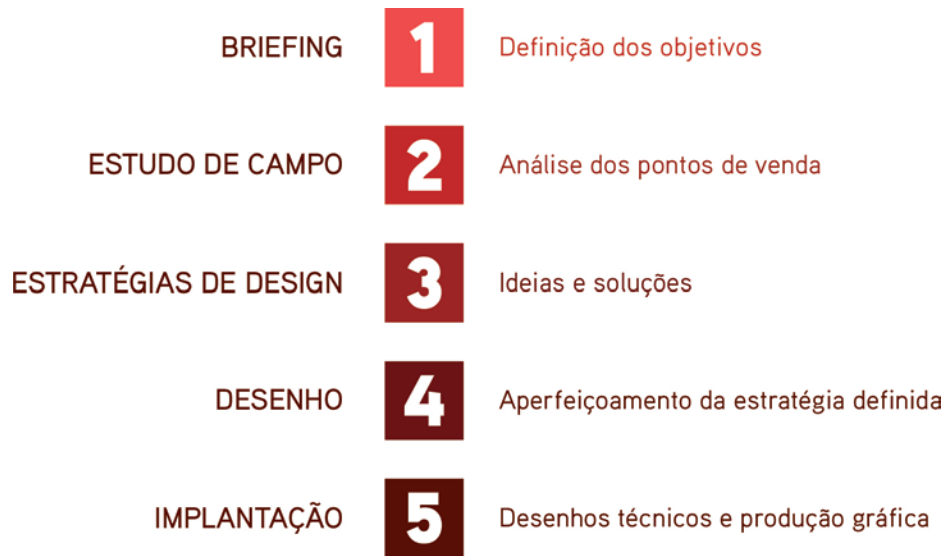 BRIEFING 1 Definição dos objetivos
ESTUDO DE CAMPO 2 Análise dos pontos de venda
ESTRATÉGIAS DE DESIGN 3 Ideias e soluções
DESENHO 4 Aperfeiçoamento da estratégia definida
IMPLANTAÇÃO 5 Desenhos técnicos e produção gráfica